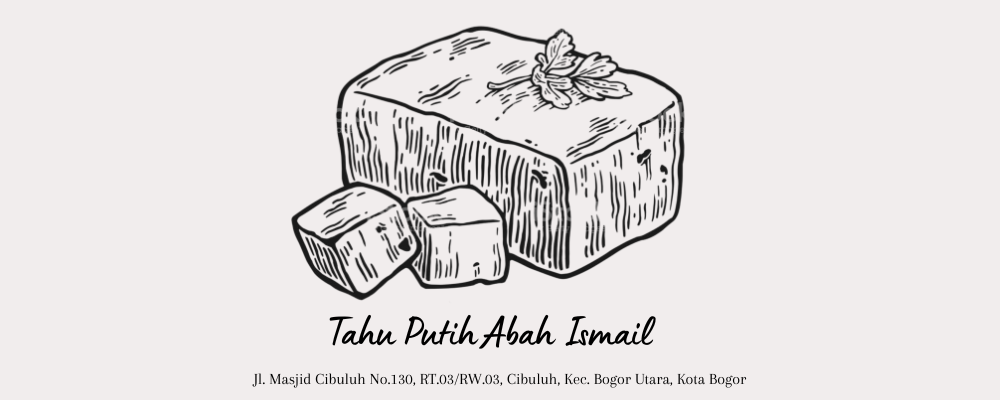 Tahu Putih Abah Ismail
Jl. Masjid Cibuluh No.130, RT.03/RW.03, Cibuluh, Kec. Bogor Utara, Kota Bogor